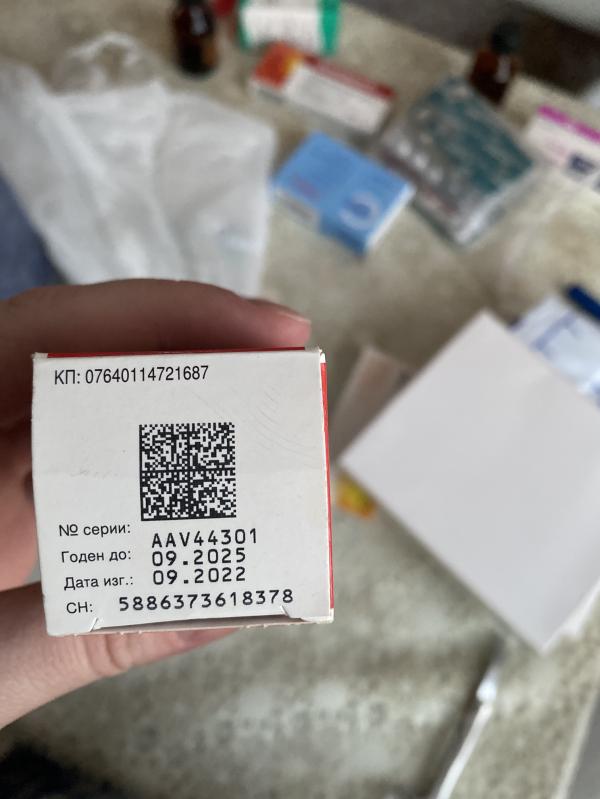 КП: 07640114721687
№ серии: AAV44301
Годен до: 09.2025
Дата изг.: 09.2022
СН: 5886373618378